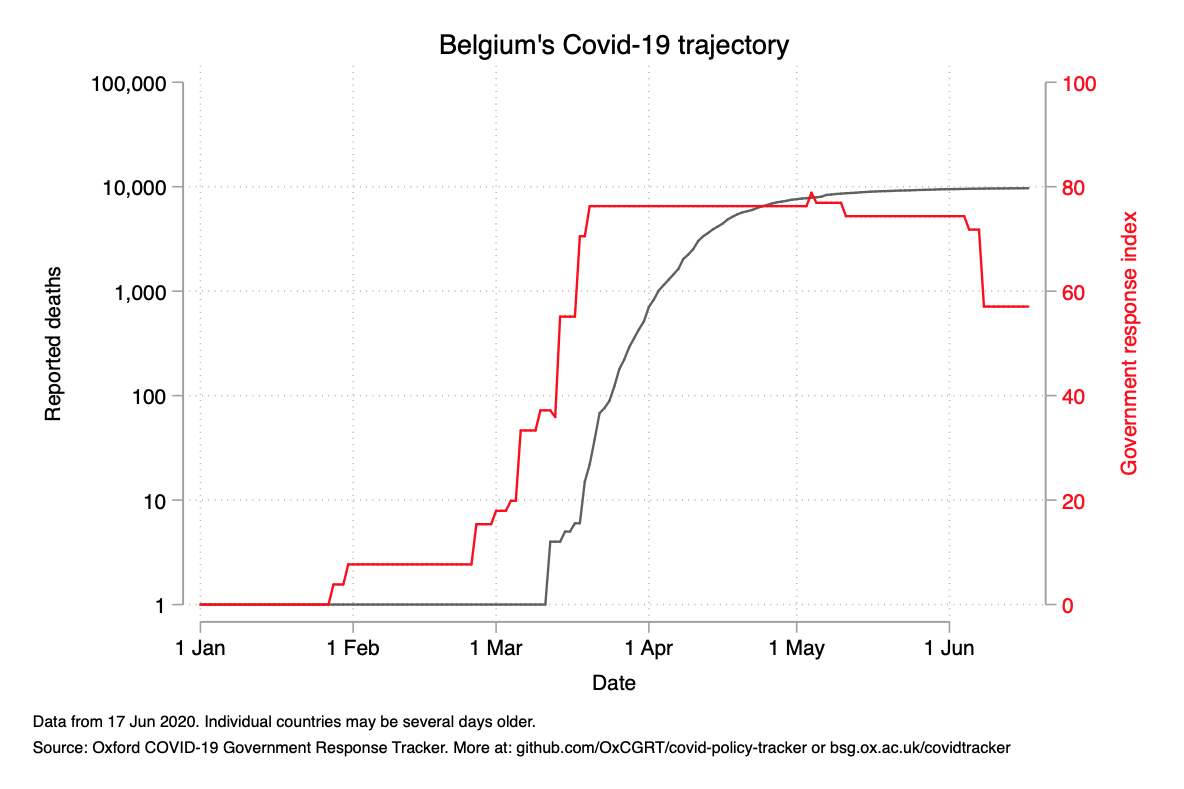 Belgium's Covid-19 trajectory
100,000
10,000
1,000
100
10
1
Reported deaths
100
80
60
40
20
0
Government response index
1 Jan
1 Feb
1 Mar
1 Apr
1 May
1 Jun
Date
Data from 17 Jun 2020. Individual countries may be several days older.
Source: Oxford COVID-19 Government Response Tracker. More at: github.com/OxCGRT/covid-policy-tracker or bsg.ox.ac.uk/covidtracker